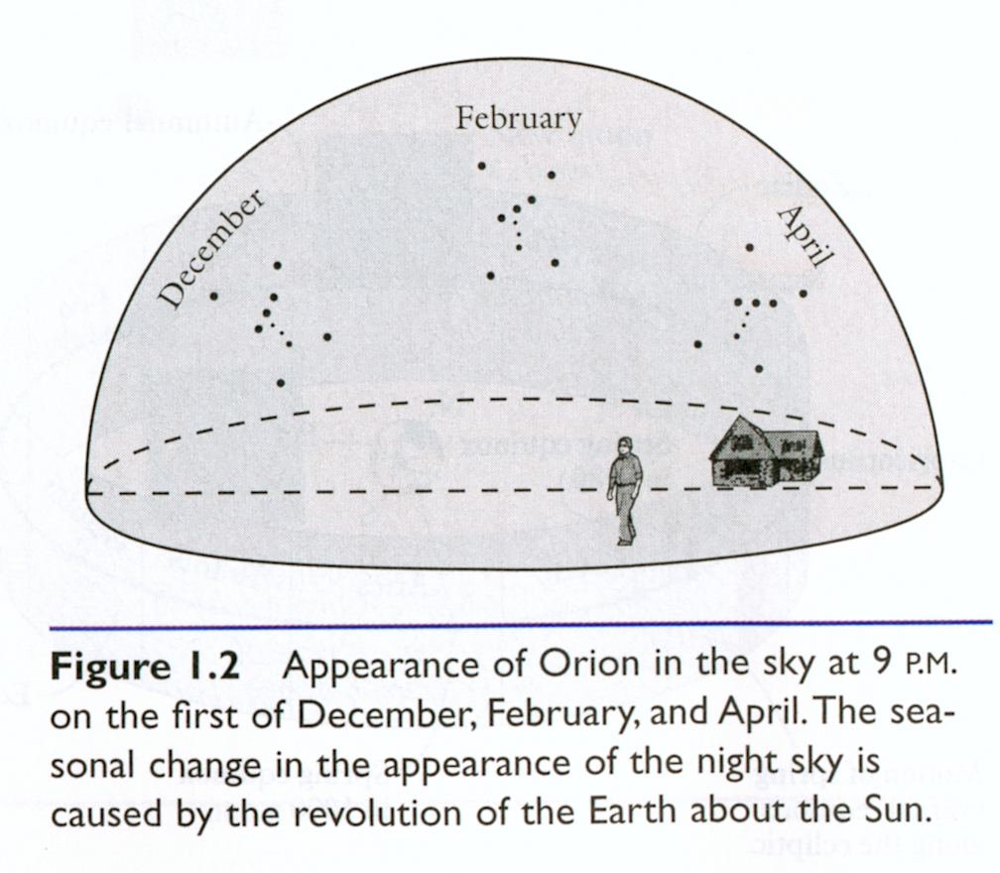 February
December
April
Figure 1.2 Appearance of Orion in the sky at 9 P.M.
on the first of December, February, and April. The sea-
sonal change in the appearance of the night sky is
caused by the revolution of the Earth about the Sun.